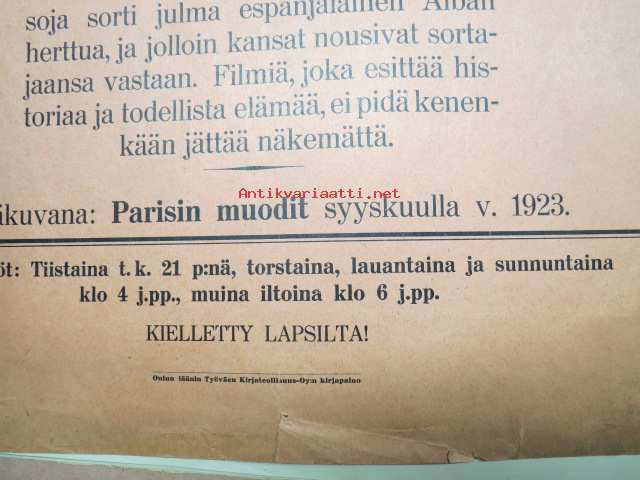 soja sorti julma espanjalainen Alban
herttua, ja jolloin kansat nousivat sorta-
jaansa vastaan. Filmiä, joka esittää his-
toriaa ja todellista elämää, ei pidä kenen-
kään jättää näkemättä.
Antikvariaatti.net
äkuvana: Parisin muodit syyskuulla v. 1923.
öt: Tiistaina t. k. 21 p:nä, torstaina, lauantaina ja sunnuntaina
klo 4 j.pp., muina iltoina klo 6 j.pp.
KIELLETTY LAPSILTA!
Oulun läänin Työväen Kirjateollisuus-Oy:n kirjapaino